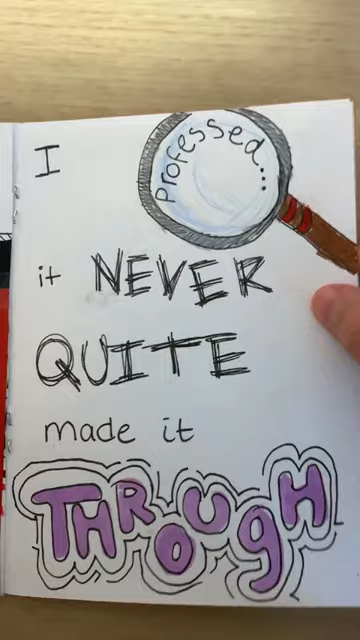 I
professed...
it NEVER
QUITE
made it
THROUGH